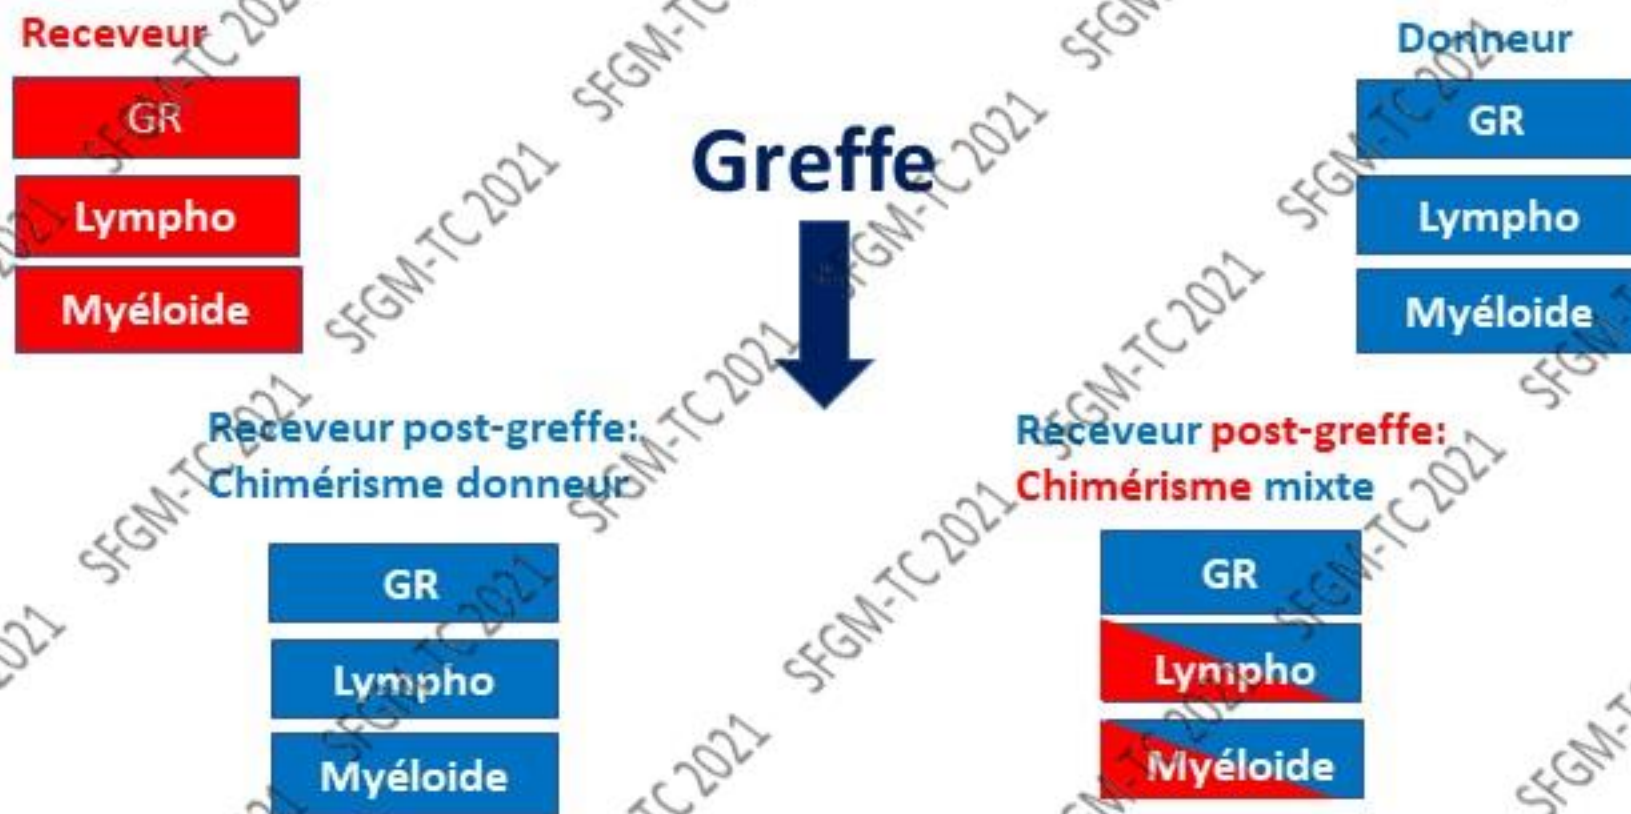 Receveur
GR
Lympho
Myéloide
Greffe
Donneur
GR
Lympho
Myéloide
Receveur post-greffe:
Chimérisme donneur
GR
Lympho
Myéloide
Receveur post-greffe:
Chimérisme mixte
GR
Lympho
Myéloide
SFGM-TC 2021